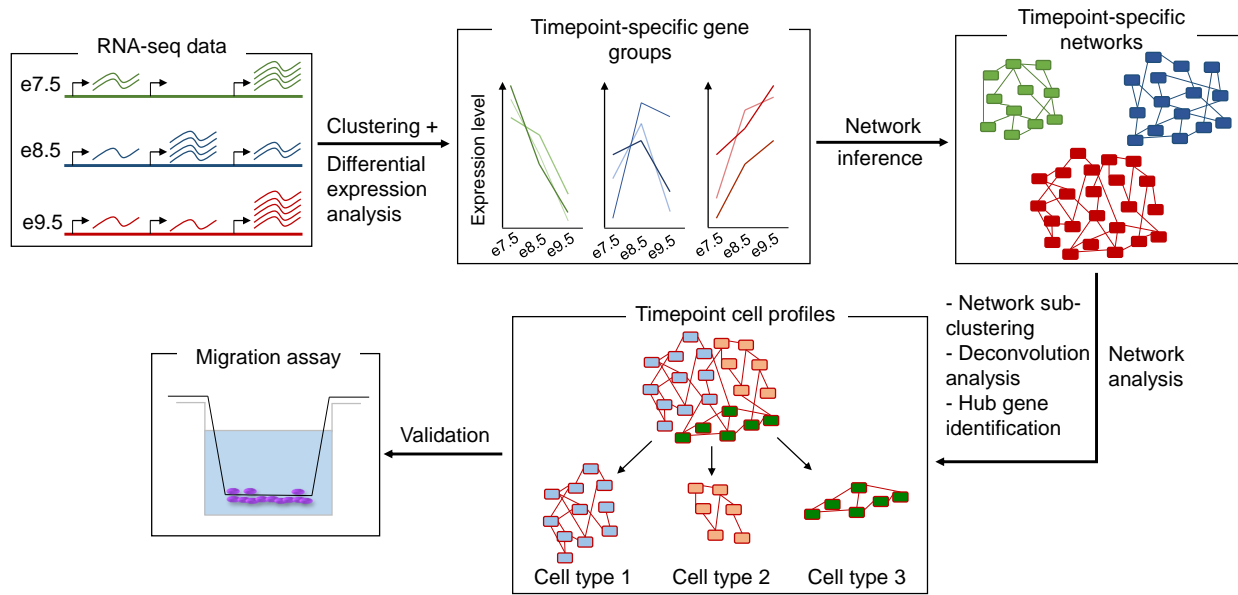 RNA-seq data
e7.5
e8.5
e9.5
Clustering +
Differential
expression
analysis
Timepoint-specific gene
groups
Expression level
e7.5
e8.5
e9.5
e7.5
e8.5
e9.5
e7.5
e8.5
e9.5
Network
inference
Timepoint-specific
networks
- Network sub-
clustering
- Deconvolution
analysis
- Hub gene
identification
Network
analysis
Timepoint cell profiles
Cell type 1
Cell type 2
Cell type 3
Validation
Migration assay